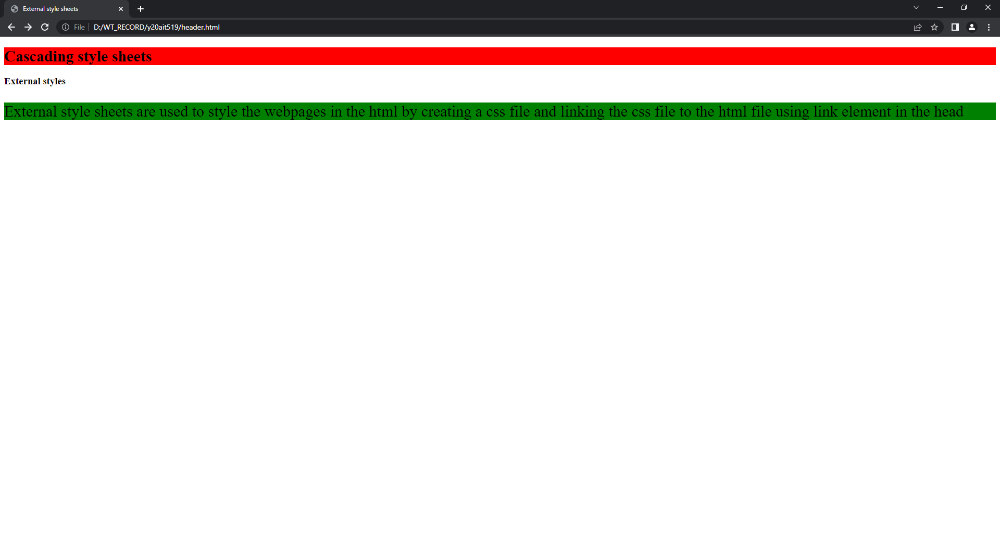 External style sheets
File
D:/WT_RECORD/y20ait519/header.html
Cascading style sheets
External styles
External style sheets are used to style the webpages in the html by creating a css file and linking the css file to the html file using link element in the head